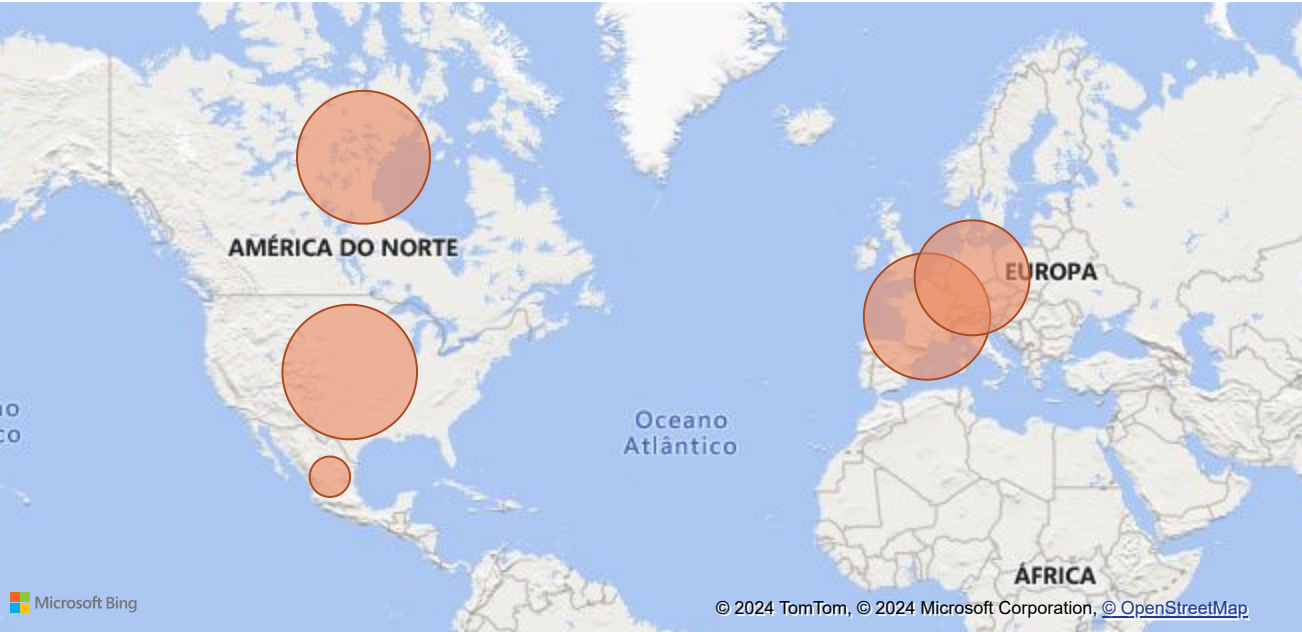 AMÉRICA DO NORTE
EUROPA
Oceano
Atlântico
ÁFRICA
Microsoft Bing
© 2024 TomTom, © 2024 Microsoft Corporation, © OpenStreetMap